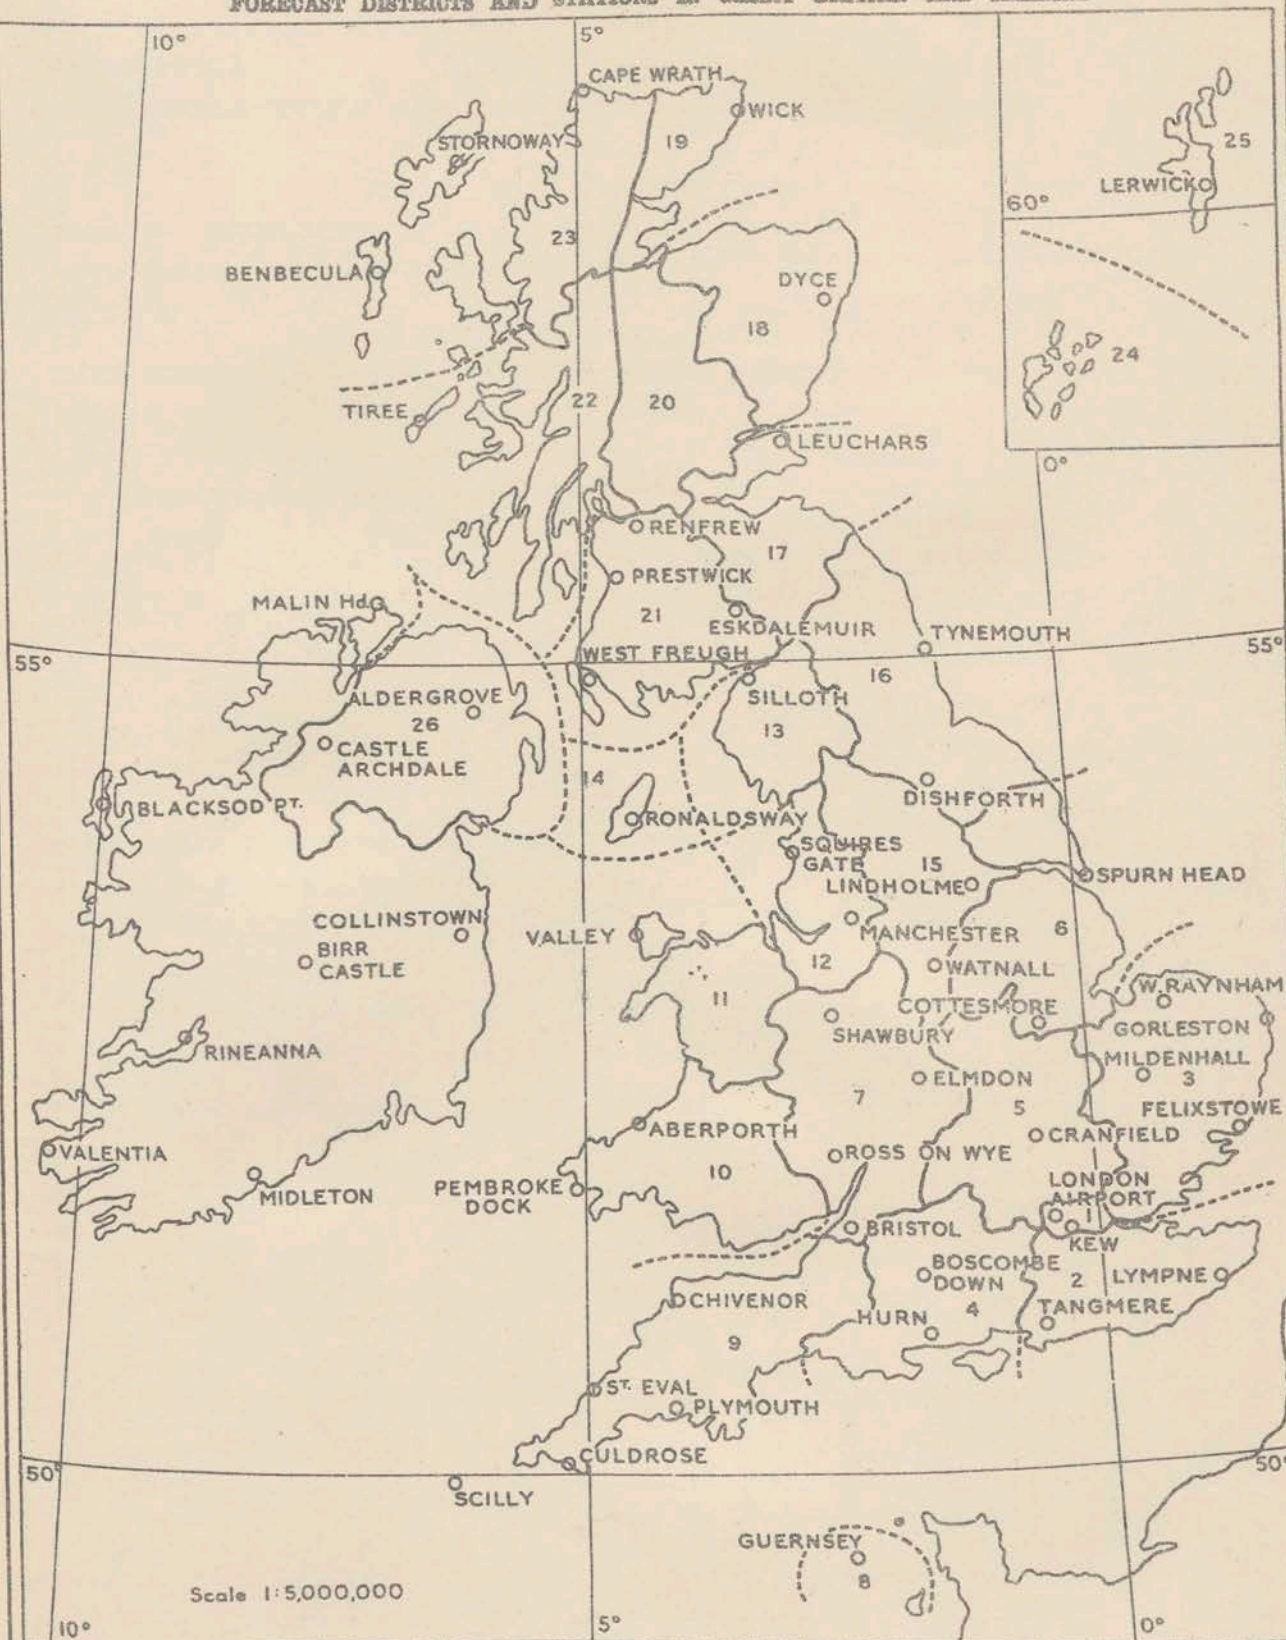 FORECAST DISTRICTS AND STATIONS IN GREAT BRITAIN AND IRELAND
10°
5°
CAPE WRATH
WICK
STORNOWAY
19
25
LERWICK
60°
23
BENBECULA
DYCE
18
24
TIREE
22
20
LEUCHARS
0°
RENFREW
17
PRESTWICK
MALIN Hd.
21
ESKDALEMUIR
TYNEMOUTH
55°
WEST FREUGH
55°
16
ALDERGROVE
SILLOTH
26
13
CASTLE
ARCHDALE
14
DISHFORTH
BLACKSOD PT.
RONALDSWAY
SQUIRES
GATE
15
LINDHOLME
SPURN HEAD
COLLINSTOWN
VALLEY
MANCHESTER
6
BIRR
CASTLE
12
WATNALL
W. RAYNHAM
11
COTTESMORE
SHAWBURY
GORLESTON
RINEANNA
MILDENHALL
ELMDON
3
7
5
FELIXSTOWE
ABERPORTH
CRANFIELD
VALENTIA
ROSS ON WYE
10
LONDON
AIRPORT
PEMBROKE
DOCK
MIDLETON
1
BRISTOL
KEW
BOSCOMBE
DOWN
2
LYMPNE
CHIVENOR
4
TANGMERE
HURN
9
ST. EVAL
PLYMOUTH
CULDROSE
50°
50°
SCILLY
GUERNSEY
8
Scale 1:5,000,000
10°
5°
0°